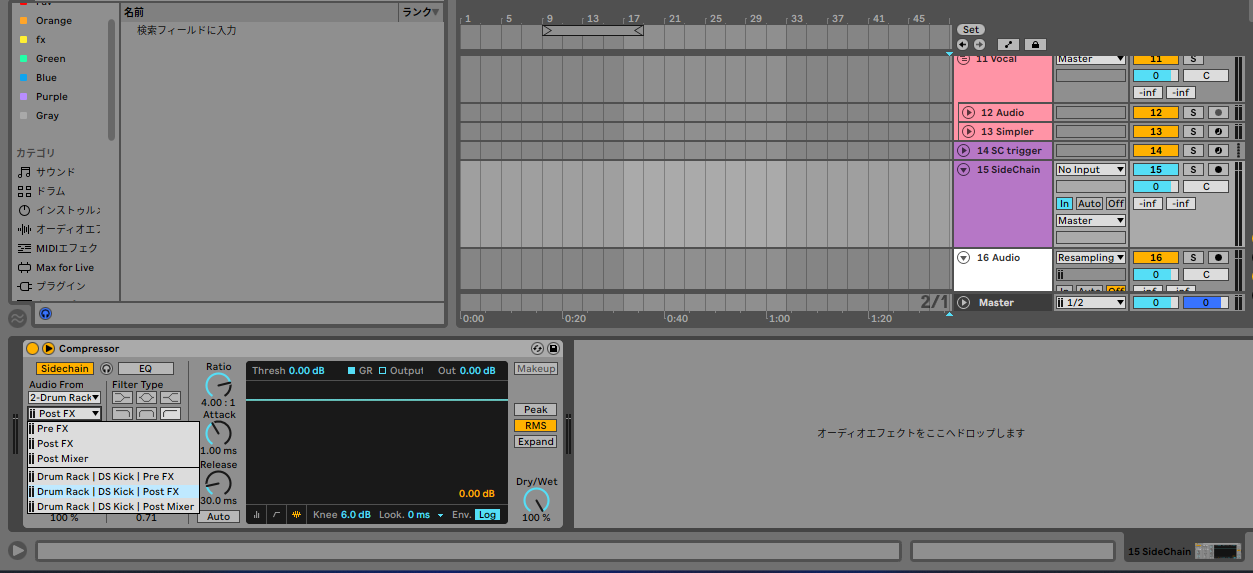 Orange
fx
Green
Blue
Purple
Gray
カテゴリ
サウンド
ドラム
インストゥルメ
オーディオエフ
MIDIエフェク
Max for Live
プラグイン
名前 ランク
検索フィールドに入力
1 5 9 13 17 21 25 29 33 37 41 45
Set
11 Vocal Master 11 S
0 C
-inf -inf
12 Audio 12 S
13 Simpler 13 S
14 SC trigger 14 S
15 SideChain No Input 15 S
0 C
In Auto Off -inf -inf
Master
16 Audio Resampling 16 S
0 C
In Auto Off -inf -inf
2/1 Master 1/2 0 0
0:00 0:20 0:40 1:00 1:20
Compressor
Sidechain EQ
Audio From Filter Type
2-Drum Rack
Post FX
Pre FX
Post FX
Post Mixer
Drum Rack | DS Kick | Pre FX
Drum Rack | DS Kick | Post FX
Drum Rack | DS Kick | Post Mixer
100 % 0.71
Ratio
4.00 : 1
Attack
1.00 ms
Release
30.0 ms
Auto
Thresh 0.00 dB GR Output Out 0.00 dB
0.00 dB
Knee 6.0 dB Look. 0 ms Env. Log
Makeup
Peak
RMS
Expand
Dry/Wet
100 %
オーディオエフェクトをここへドロップします
15 SideChain